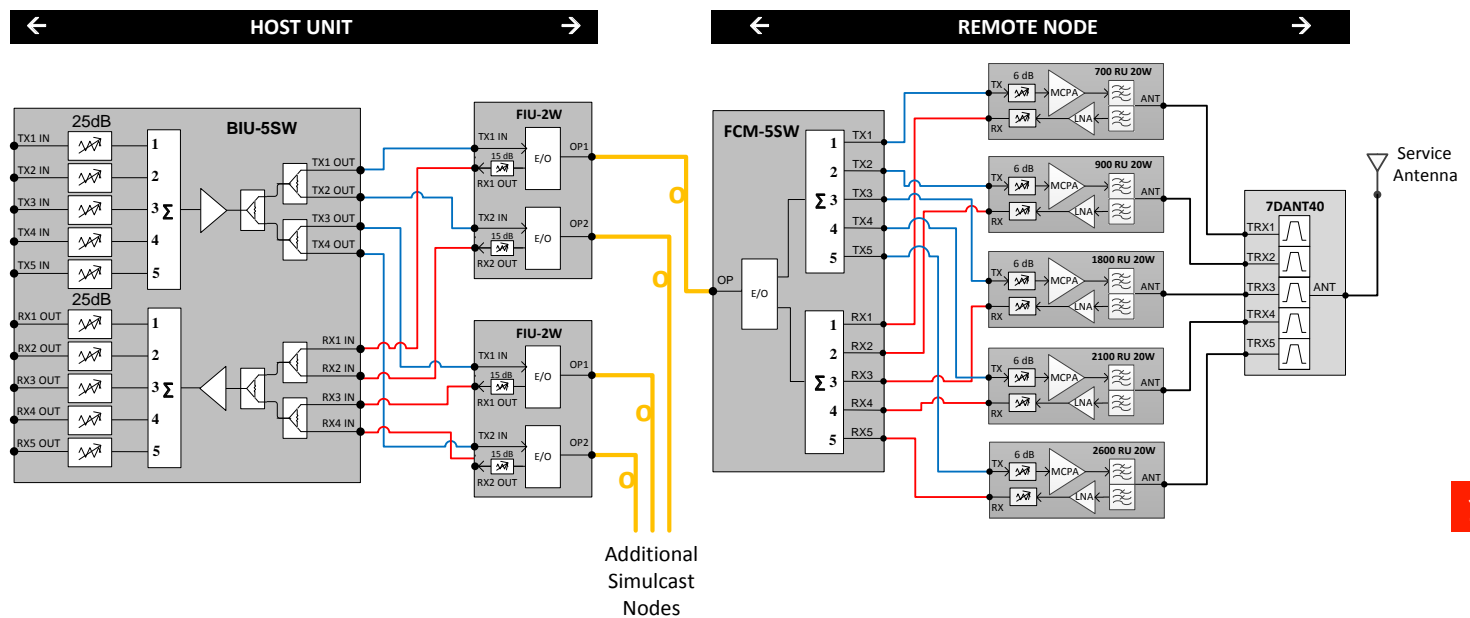 HOST UNIT
REMOTE NODE
BIU-5SW
25dB
TX1 IN
TX2 IN
TX3 IN
TX4 IN
TX5 IN
1
2
3 Σ
4
5
TX1 OUT
TX2 OUT
TX3 OUT
TX4 OUT
25dB
RX1 OUT
RX2 OUT
RX3 OUT
RX4 OUT
RX5 OUT
1
2
3 Σ
4
5
RX1 IN
RX2 IN
RX3 IN
RX4 IN
FIU-2W
TX1 IN
15 dB
RX1 OUT
E/O
OP1
TX2 IN
15 dB
RX2 OUT
E/O
OP2
FIU-2W
TX1 IN
15 dB
RX1 OUT
E/O
OP1
TX2 IN
15 dB
RX2 OUT
E/O
OP2
Additional
Simulcast
Nodes
FCM-5SW
OP
E/O
1
2
Σ 3
4
5
TX1
TX2
TX3
TX4
TX5
1
2
Σ 3
4
5
RX1
RX2
RX3
RX4
RX5
700 RU 20W
6 dB
TX
MCPA
ANT
RX
LNA
900 RU 20W
6 dB
TX
MCPA
ANT
RX
LNA
1800 RU 20W
6 dB
TX
MCPA
ANT
RX
LNA
2100 RU 20W
6 dB
TX
MCPA
ANT
RX
LNA
2600 RU 20W
6 dB
TX
MCPA
ANT
RX
LNA
7DANT40
TRX1
TRX2
TRX3
TRX4
TRX5
ANT
Service
Antenna